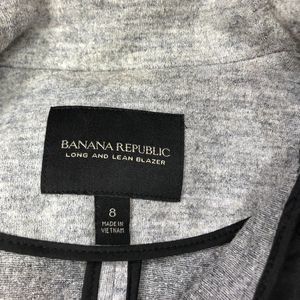 BANANA REPUBLIC
LONG AND LEAN BLAZER
8
MADE IN
VIETNAM